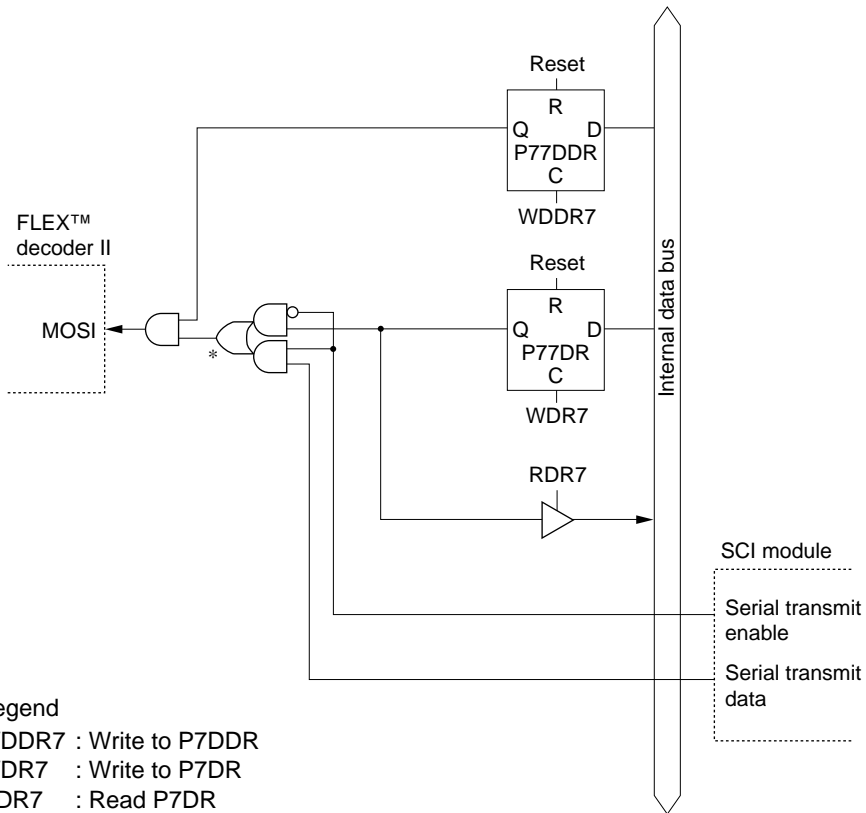 Reset
R
Q D
P77DDR
C
WDDR7
FLEX™
decoder II
MOSI
*
Reset
R
Q D
P77DR
C
WDR7
RDR7
Internal data bus
SCI module
Serial transmit
enable
Serial transmit
data
egend
DDR7 : Write to P7DDR
DR7 : Write to P7DR
DR7 : Read P7DR